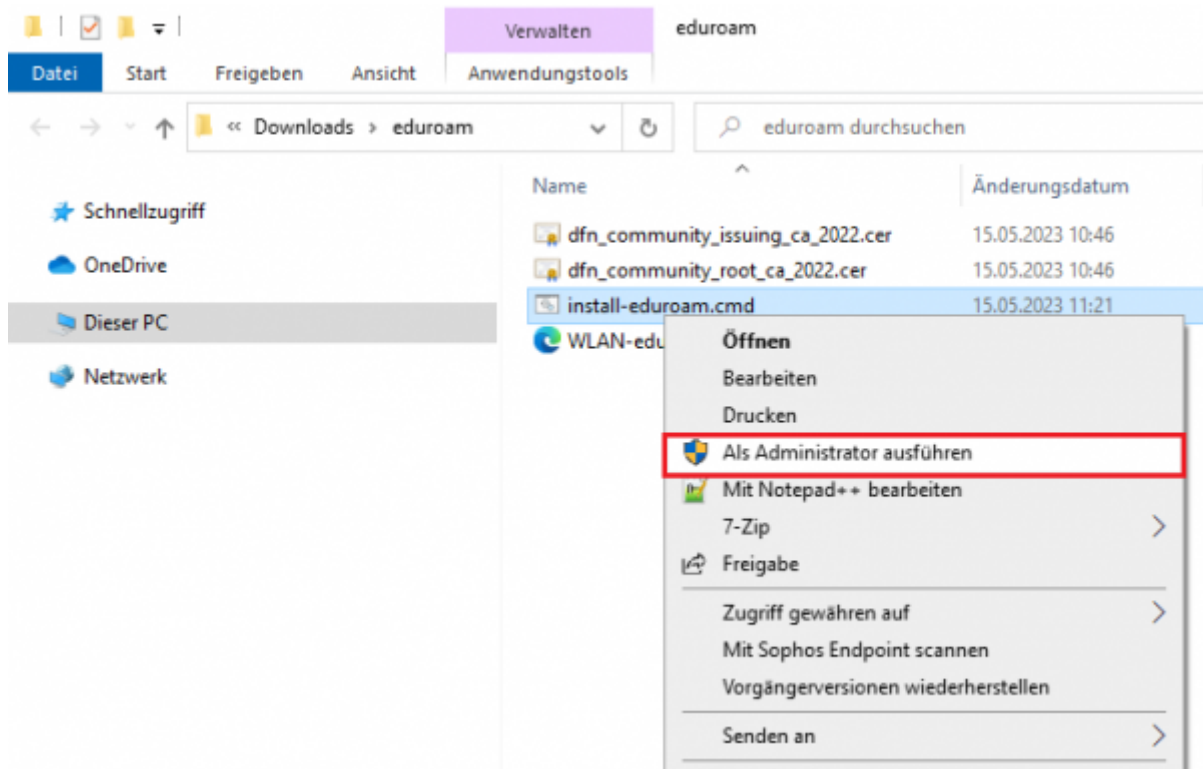 Verwalten
eduroam
Datei
Start
Freigeben
Ansicht
Anwendungstools
« Downloads › eduroam
eduroam durchsuchen
Schnellzugriff
OneDrive
Dieser PC
Netzwerk
Name
Änderungsdatum
dfn_community_issuing_ca_2022.cer
15.05.2023 10:46
dfn_community_root_ca_2022.cer
15.05.2023 10:46
install-eduroam.cmd
15.05.2023 11:21
WLAN-edu
Öffnen
Bearbeiten
Drucken
Als Administrator ausführen
Mit Notepad++ bearbeiten
7-Zip
Freigabe
Zugriff gewähren auf
Mit Sophos Endpoint scannen
Vorgängerversionen wiederherstellen
Senden an